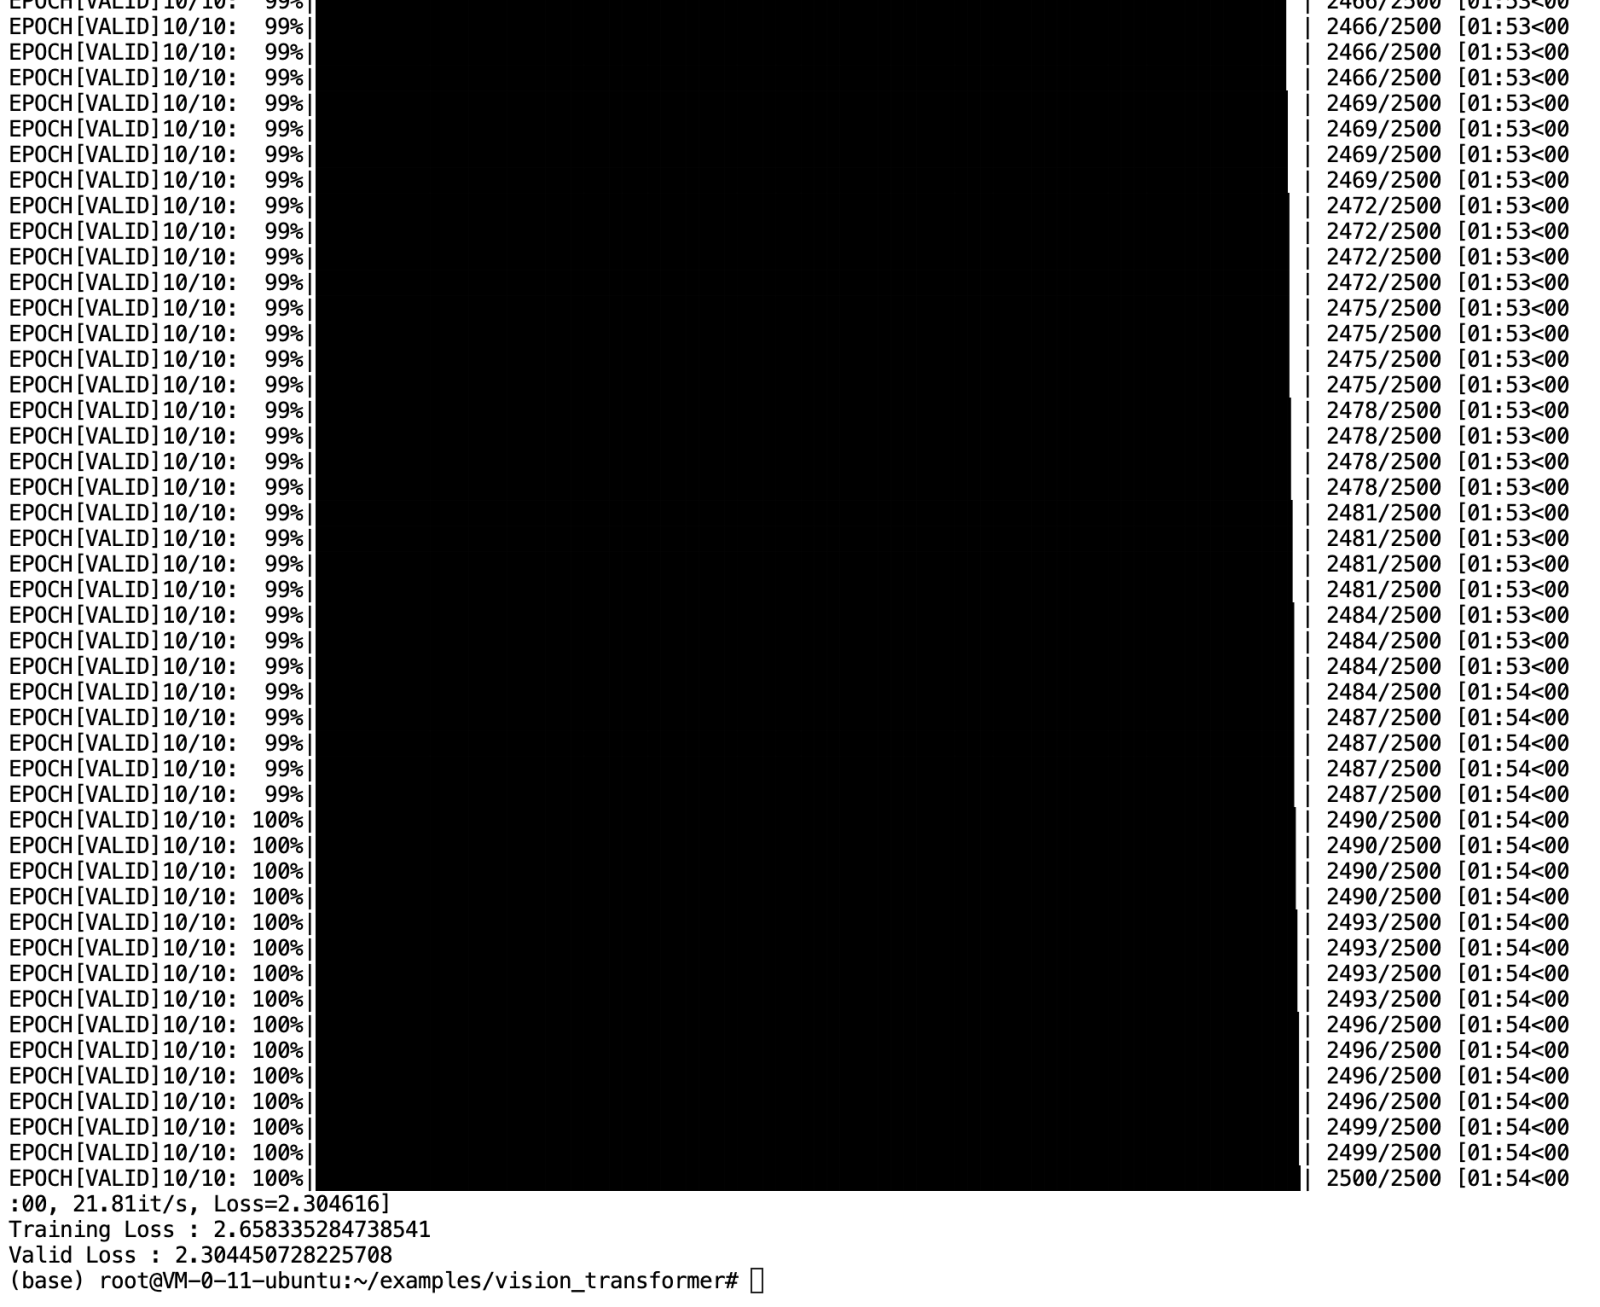 EPOCH[VALID]10/10:  99%| | 2466/2500 [01:53<00
EPOCH[VALID]10/10:  99%| | 2466/2500 [01:53<00
EPOCH[VALID]10/10:  99%| | 2466/2500 [01:53<00
EPOCH[VALID]10/10:  99%| | 2466/2500 [01:53<00
EPOCH[VALID]10/10:  99%| | 2469/2500 [01:53<00
EPOCH[VALID]10/10:  99%| | 2469/2500 [01:53<00
EPOCH[VALID]10/10:  99%| | 2469/2500 [01:53<00
EPOCH[VALID]10/10:  99%| | 2469/2500 [01:53<00
EPOCH[VALID]10/10:  99%| | 2472/2500 [01:53<00
EPOCH[VALID]10/10:  99%| | 2472/2500 [01:53<00
EPOCH[VALID]10/10:  99%| | 2472/2500 [01:53<00
EPOCH[VALID]10/10:  99%| | 2472/2500 [01:53<00
EPOCH[VALID]10/10:  99%| | 2475/2500 [01:53<00
EPOCH[VALID]10/10:  99%| | 2475/2500 [01:53<00
EPOCH[VALID]10/10:  99%| | 2475/2500 [01:53<00
EPOCH[VALID]10/10:  99%| | 2475/2500 [01:53<00
EPOCH[VALID]10/10:  99%| | 2478/2500 [01:53<00
EPOCH[VALID]10/10:  99%| | 2478/2500 [01:53<00
EPOCH[VALID]10/10:  99%| | 2478/2500 [01:53<00
EPOCH[VALID]10/10:  99%| | 2478/2500 [01:53<00
EPOCH[VALID]10/10:  99%| | 2481/2500 [01:53<00
EPOCH[VALID]10/10:  99%| | 2481/2500 [01:53<00
EPOCH[VALID]10/10:  99%| | 2481/2500 [01:53<00
EPOCH[VALID]10/10:  99%| | 2481/2500 [01:53<00
EPOCH[VALID]10/10:  99%| | 2484/2500 [01:53<00
EPOCH[VALID]10/10:  99%| | 2484/2500 [01:53<00
EPOCH[VALID]10/10:  99%| | 2484/2500 [01:53<00
EPOCH[VALID]10/10:  99%| | 2484/2500 [01:54<00
EPOCH[VALID]10/10:  99%| | 2487/2500 [01:54<00
EPOCH[VALID]10/10:  99%| | 2487/2500 [01:54<00
EPOCH[VALID]10/10:  99%| | 2487/2500 [01:54<00
EPOCH[VALID]10/10:  99%| | 2487/2500 [01:54<00
EPOCH[VALID]10/10: 100%| | 2490/2500 [01:54<00
EPOCH[VALID]10/10: 100%| | 2490/2500 [01:54<00
EPOCH[VALID]10/10: 100%| | 2490/2500 [01:54<00
EPOCH[VALID]10/10: 100%| | 2490/2500 [01:54<00
EPOCH[VALID]10/10: 100%| | 2493/2500 [01:54<00
EPOCH[VALID]10/10: 100%| | 2493/2500 [01:54<00
EPOCH[VALID]10/10: 100%| | 2493/2500 [01:54<00
EPOCH[VALID]10/10: 100%| | 2493/2500 [01:54<00
EPOCH[VALID]10/10: 100%| | 2496/2500 [01:54<00
EPOCH[VALID]10/10: 100%| | 2496/2500 [01:54<00
EPOCH[VALID]10/10: 100%| | 2496/2500 [01:54<00
EPOCH[VALID]10/10: 100%| | 2496/2500 [01:54<00
EPOCH[VALID]10/10: 100%| | 2499/2500 [01:54<00
EPOCH[VALID]10/10: 100%| | 2499/2500 [01:54<00
EPOCH[VALID]10/10: 100%| | 2500/2500 [01:54<00
:00, 21.81it/s, Loss=2.304616]
Training Loss : 2.658335284738541
Valid Loss : 2.304450728225708
(base) root@VM-0-11-ubuntu:~/examples/vision_transformer#